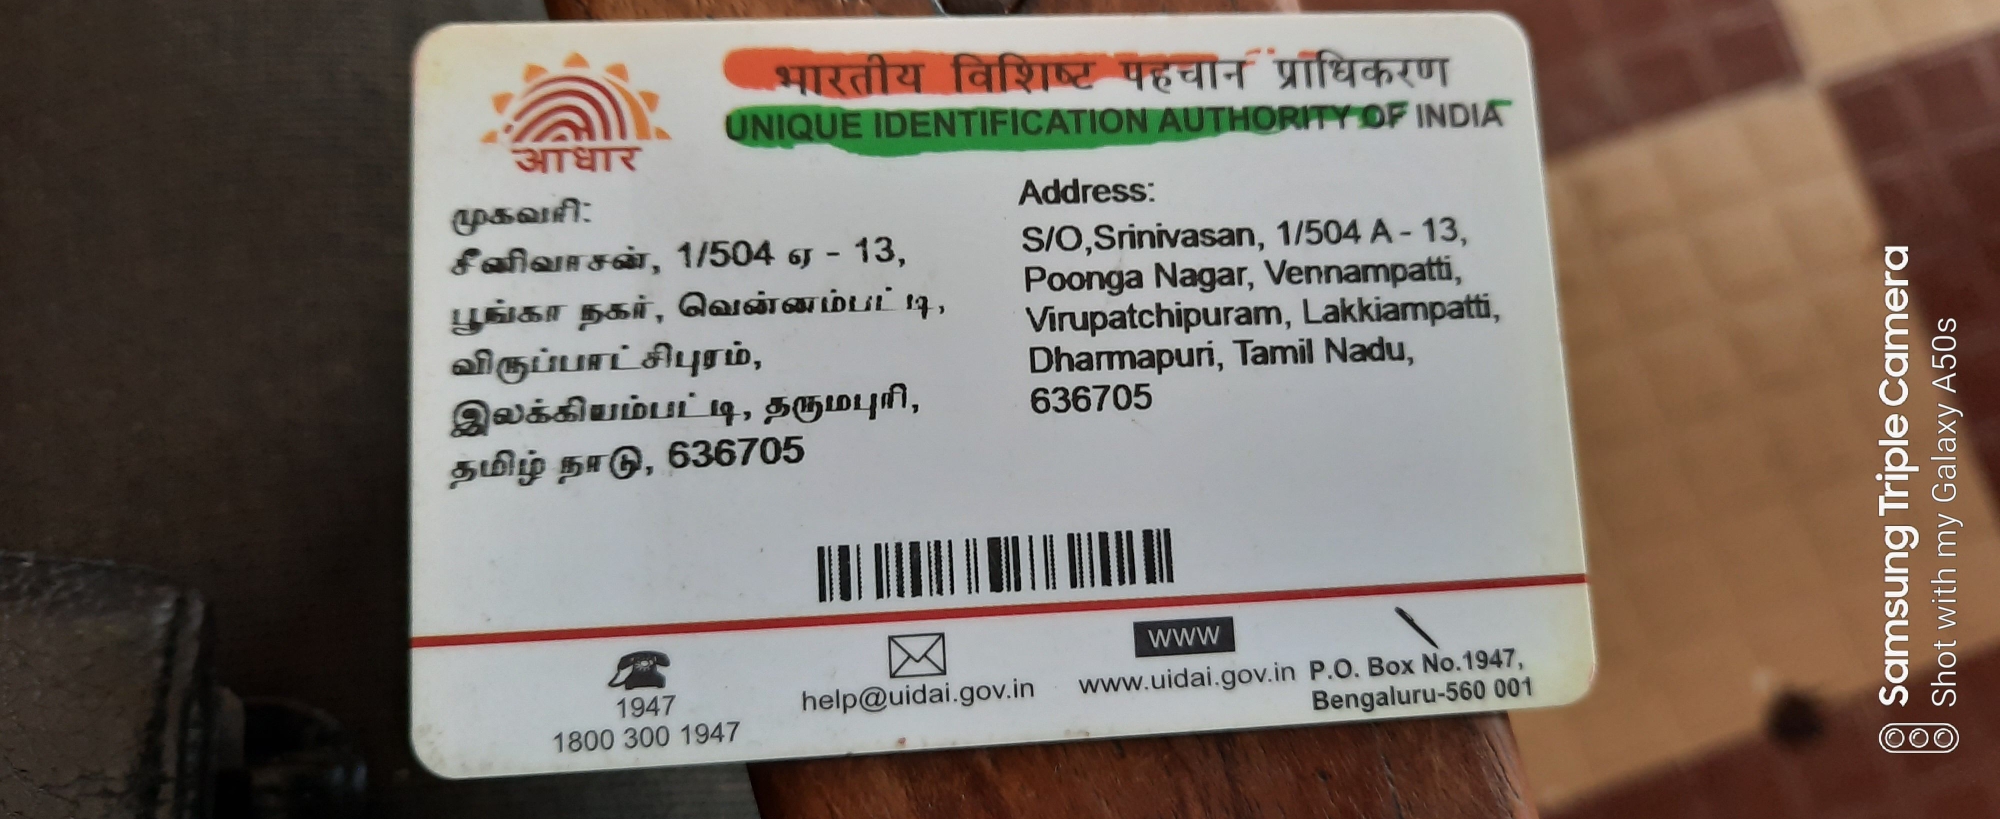 भारतीय विशिष्ट पहचान प्राधिकरण
UNIQUE IDENTIFICATION AUTHORITY OF INDIA
आधार
முகவரி:
சீனிவாசன், 1/504 ஏ - 13,
பூங்கா நகர், வென்னம்பட்டி,
விருப்பாட்சிபுரம்,
இலக்கியம்பட்டி, தருமபுரி,
தமிழ் நாடு, 636705
Address:
S/O,Srinivasan, 1/504 A - 13,
Poonga Nagar, Vennampatti,
Virupatchipuram, Lakkiampatti,
Dharmapuri, Tamil Nadu,
636705
1947
1800 300 1947
help@uidai.gov.in
WWW
www.uidai.gov.in
P.O. Box No.1947,
Bengaluru-560 001
Samsung Triple Camera
Shot with my Galaxy A50s